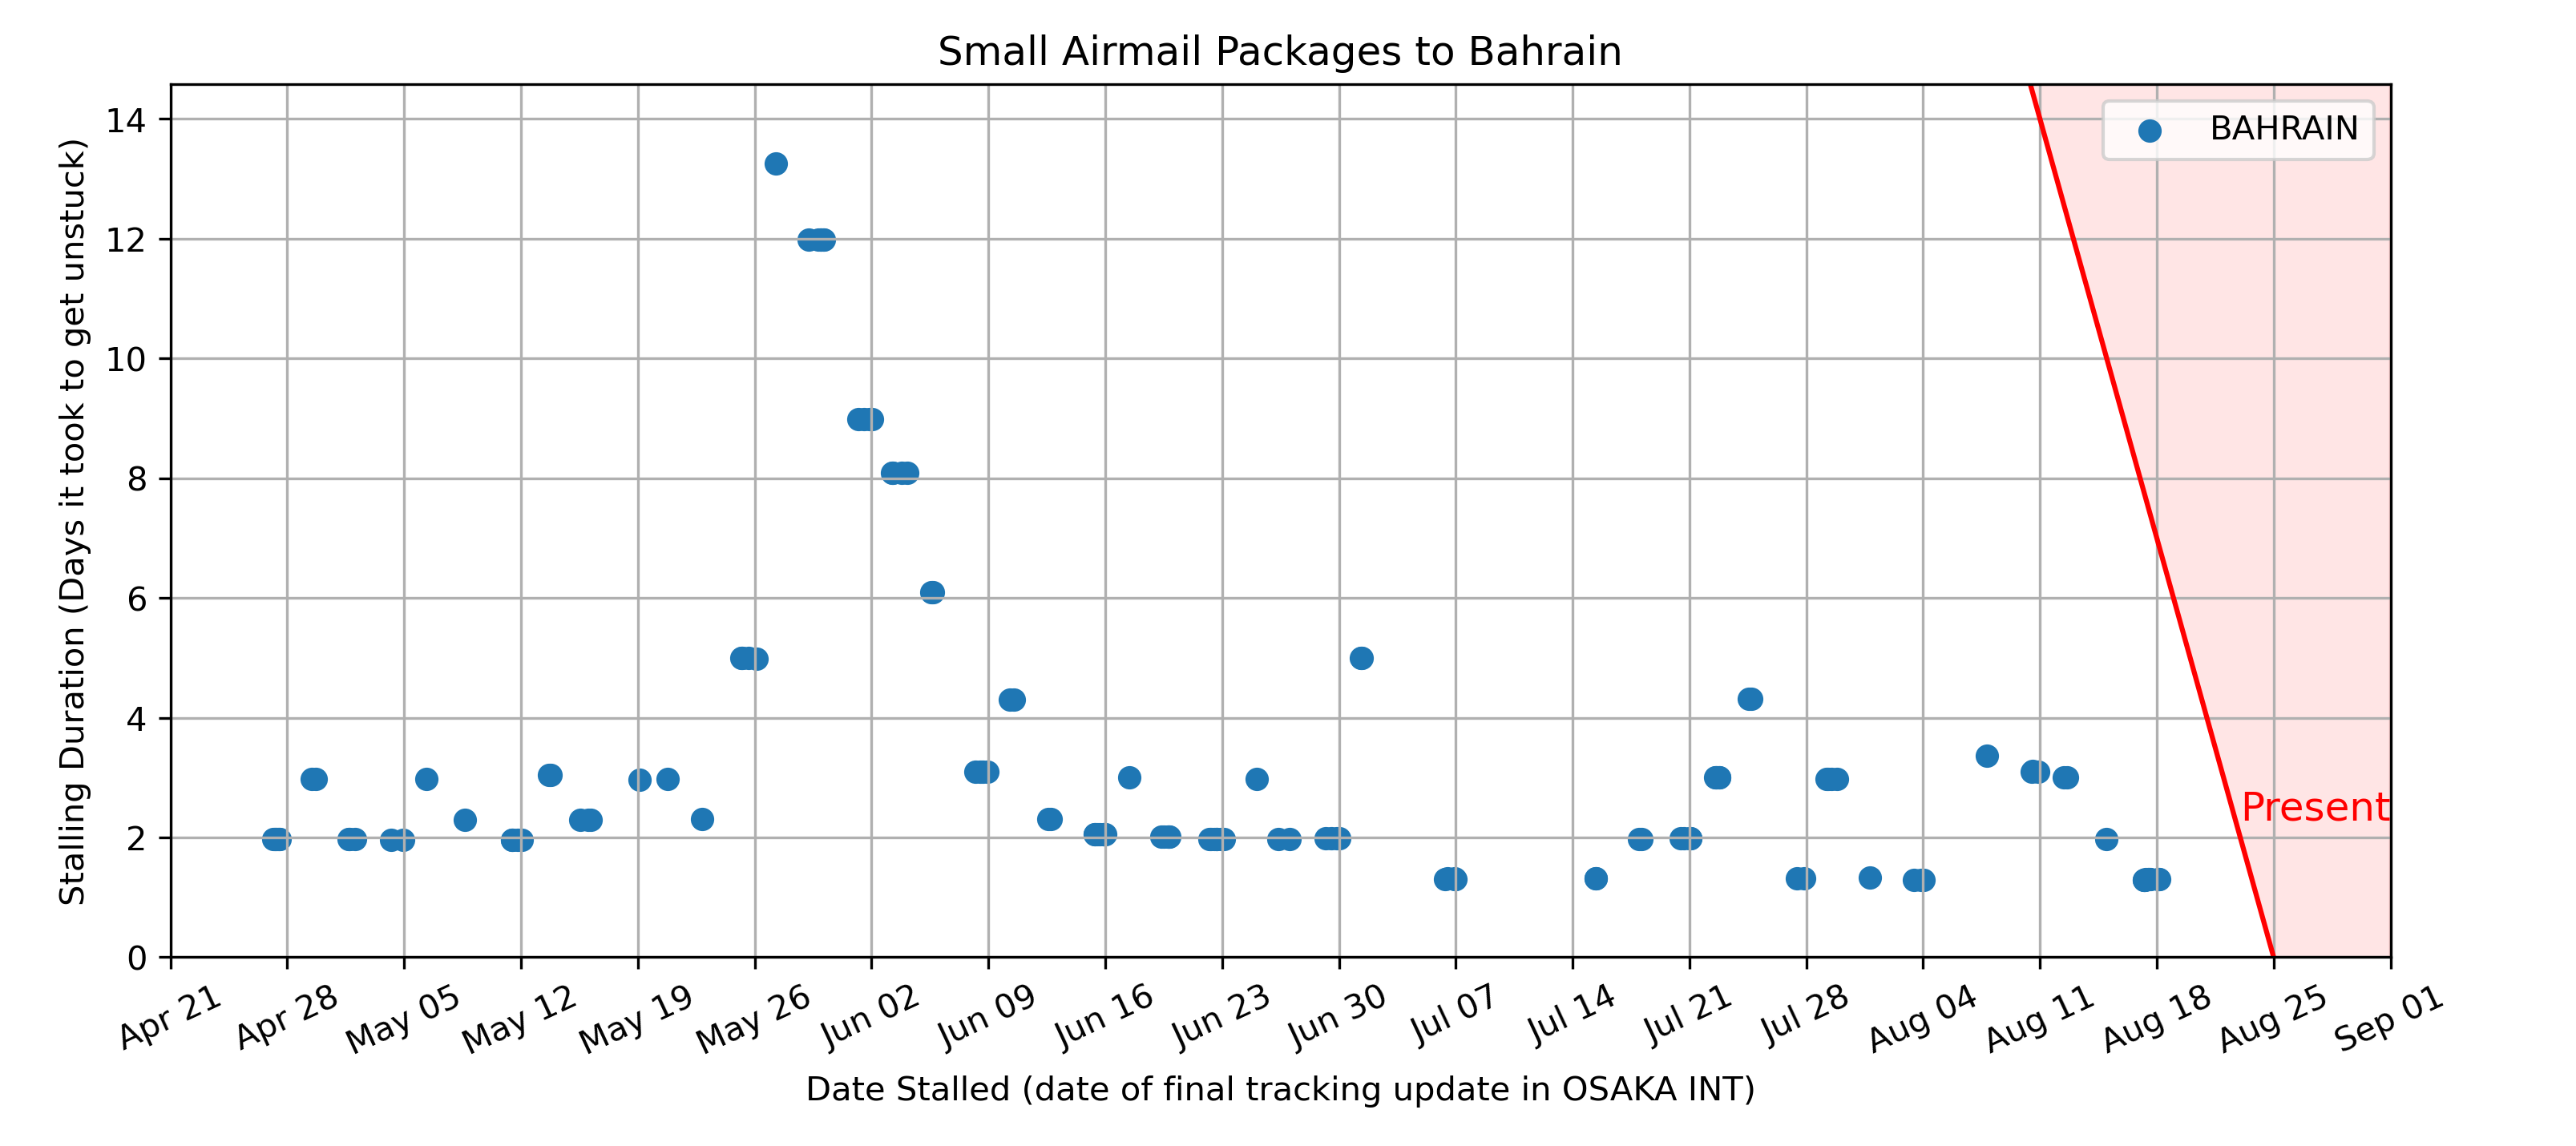 Small Airmail Packages to Bahrain
BAHRAIN
Stalling Duration (Days it took to get unstuck)
14
12
10
8
6
4
2
0
Present
Apr 21
Apr 28
May 05
May 12
May 19
May 26
Jun 02
Jun 09
Jun 16
Jun 23
Jun 30
Jul 07
Jul 14
Jul 21
Jul 28
Aug 04
Aug 11
Aug 18
Aug 25
Sep 01
Date Stalled (date of final tracking update in OSAKA INT)